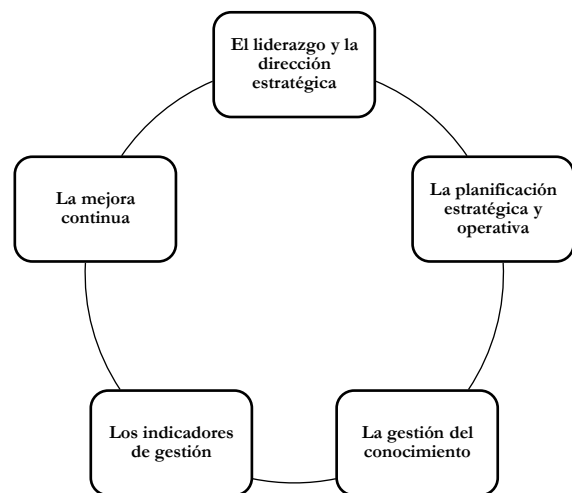 El liderazgo y la
dirección
estratégica
La planificación
estratégica y
operativa
La gestión del
conocimiento
Los indicadores
de gestión
La mejora
continua